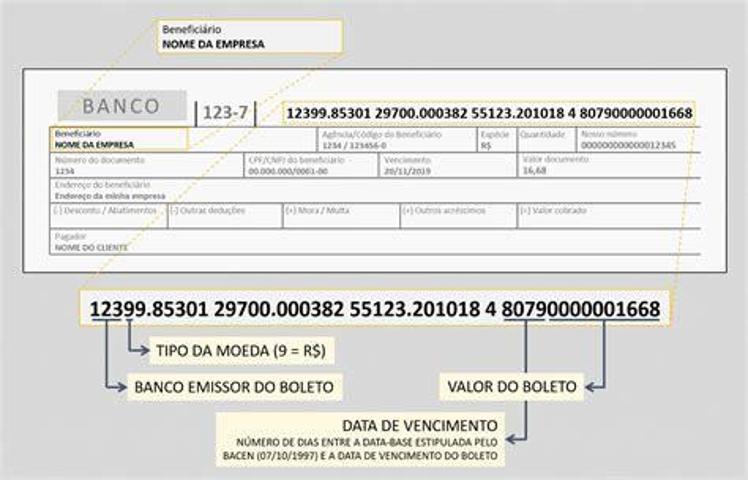 Beneficiário
NOME DA EMPRESA
BANCO
123-7
12399.85301 29700.000382 55123.201018 4 80790000001668
Beneficiário
NOME DA EMPRESA
Agência/Código do Beneficiário
1234 / 123456-0
Espécie
R$
Quantidade
Nosso número
000000000000012345
Número do documento
1234
CPF/CNPJ do beneficiário
00.000.000/0001-00
Vencimento
20/11/2019
Valor documento
16,68
Endereço do beneficiário
Endereço da minha empresa
(-) Desconto / Abatimentos
(-) Outras deduções
(+) Mora / Multa
(+) Outros acréscimos
(=) Valor cobrado
Pagador
NOME DO CLIENTE
12399.85301 29700.000382 55123.201018 4 80790000001668
TIPO DA MOEDA (9 = R$)
BANCO EMISSOR DO BOLETO
VALOR DO BOLETO
DATA DE VENCIMENTO
NÚMERO DE DIAS ENTRE A DATA-BASE ESTIPULADA PELO
BACEN (07/10/1997) E A DATA DE VENCIMENTO DO BOLETO